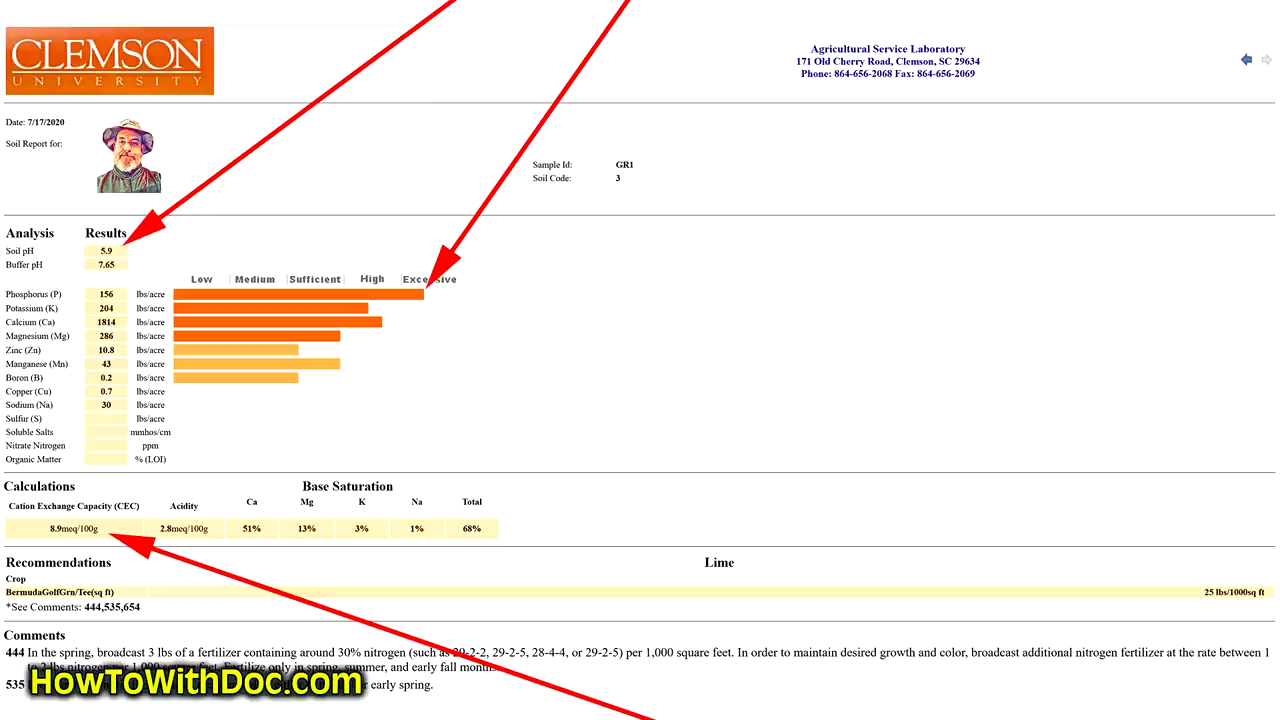 CLEMSON
UNIVERSITY
Agricultural Service Laboratory
171 Old Cherry Road, Clemson, SC 29634
Phone: 864-656-2068 Fax: 864-656-2069
Date: 7/17/2020
Soil Report for:
Sample Id: GR1
Soil Code: 3
Analysis Results
Soil pH 5.9
Buffer pH 7.65
Low Medium Sufficient High Excessive
Phosphorus (P) 156 lbs/acre
Potassium (K) 204 lbs/acre
Calcium (Ca) 1814 lbs/acre
Magnesium (Mg) 286 lbs/acre
Zinc (Zn) 10.8 lbs/acre
Manganese (Mn) 43 lbs/acre
Boron (B) 0.2 lbs/acre
Copper (Cu) 0.7 lbs/acre
Sodium (Na) 30 lbs/acre
Sulfur (S) lbs/acre
Soluble Salts mmhos/cm
Nitrate Nitrogen ppm
Organic Matter % (LOI)
Calculations Base Saturation
Cation Exchange Capacity (CEC) Acidity Ca Mg K Na Total
8.9meq/100g 2.8meq/100g 51% 13% 3% 1% 68%
Recommendations Lime
Crop
BermudaGolfGrn/Tee(sq ft) 25 lbs/1000sq ft
*See Comments: 444,535,654
Comments
444 In the spring, broadcast 3 lbs of a fertilizer containing around 30% nitrogen (such as 29-2-2, 29-2-5, 28-4-4, or 29-2-5) per 1,000 square feet. In order to maintain desired growth and color, broadcast additional nitrogen fertilizer at the rate between 1
to 2 lbs nitrogen per 1,000 square feet. Fertilize only in spring, summer, and early fall months.
535 early spring.
HowToWithDoc.com